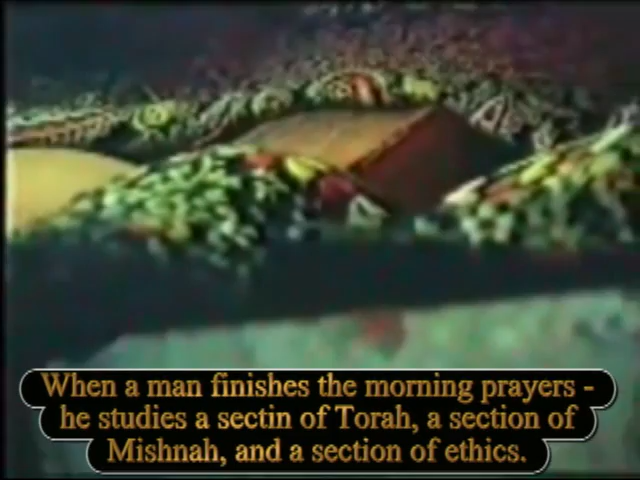 When a man finishes the morning prayers -
he studies a sectin of Torah, a section of
Mishnah, and a section of ethics.